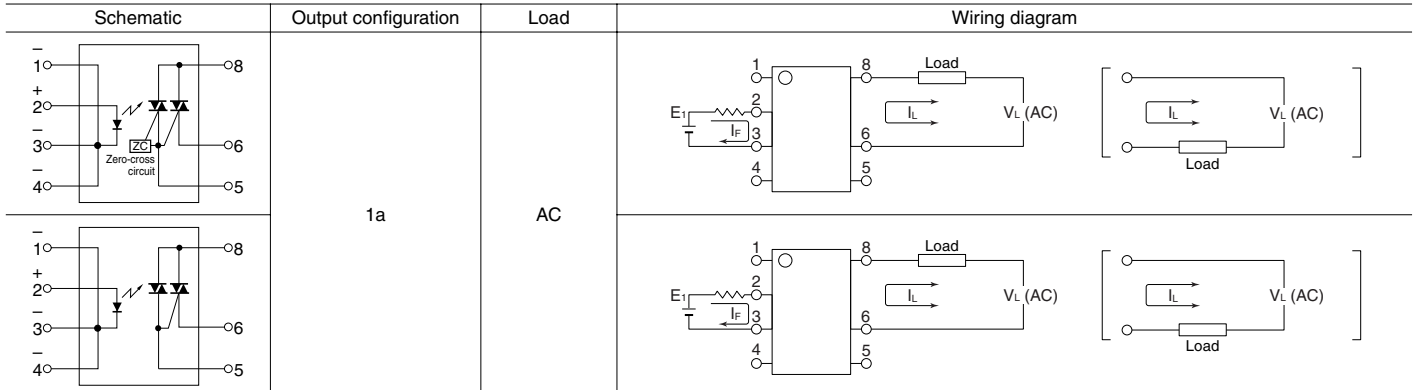 Schematic Output configuration Load Wiring diagram
–
1 8
+
2
–
3 ZC 6
Zero-cross
circuit
–
4 5
1 8 Load
E1 2
IF IL VL (AC)
3 6
4 5
IL VL (AC)
Load
1a AC
–
1 8
+
2
–
3 6
–
4 5
1 8 Load
E1 2
IF IL VL (AC)
3 6
4 5
IL VL (AC)
Load